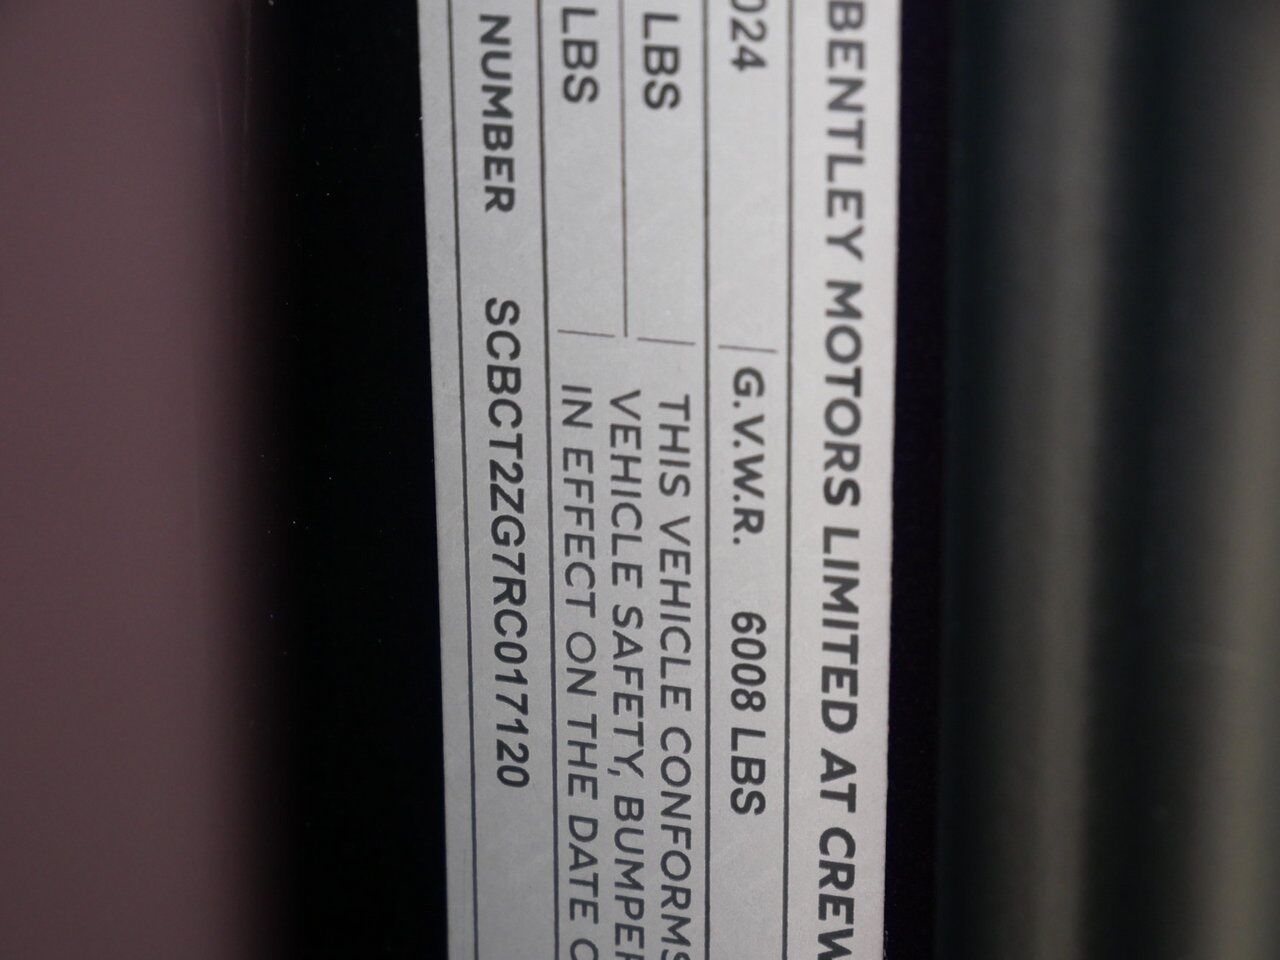 BENTLEY MOTORS LIMITED AT CREW
024 G.V.W.R. 6008 LBS
LBS THIS VEHICLE CONFORMS
VEHICLE SAFETY, BUMPER
LBS IN EFFECT ON THE DATE O
NUMBER SCBCT2ZG7RC017120